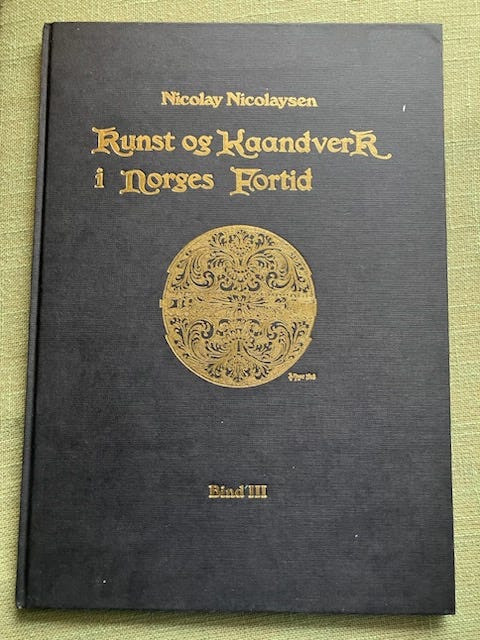 Nicolay Nicolaysen
Kunst og Haandverk
i Norges Fortid
Bind III